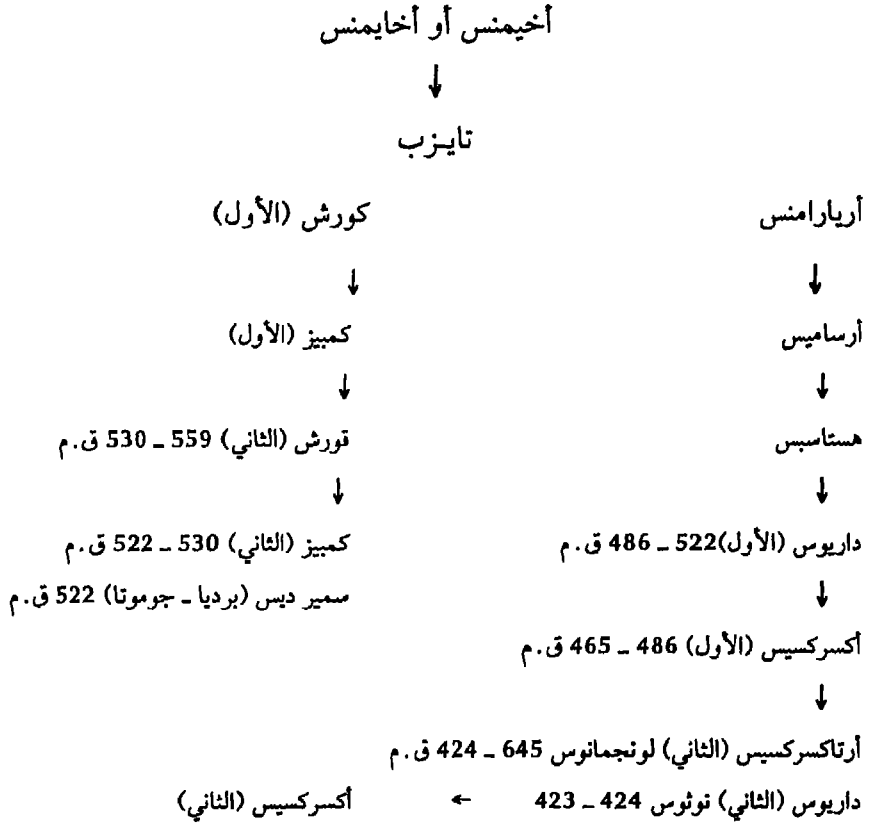 أخيمنس أو أخايمنس
↓
تايـزب
أريارامنس كورش (الأول)
↓ ↓
أرساميس كمبيز (الأول)
↓ ↓
هستاسبس قورش (الثاني) 559 ـ 530 ق.م
↓ ↓
داريوس (الأول)522 ـ 486 ق.م كمبيز (الثاني) 530 ـ 522 ق.م
↓ سمير ديس (برديا ـ جوموتا) 522 ق.م
أكسركسيس (الأول) 486 ـ 465 ق.م
↓
أرتاكسركسيس (الثاني) لونجمانوس 645 ـ 424 ق.م
داريوس (الثاني) نوثوس 424 ـ 423 ← أكسركسيس (الثاني)